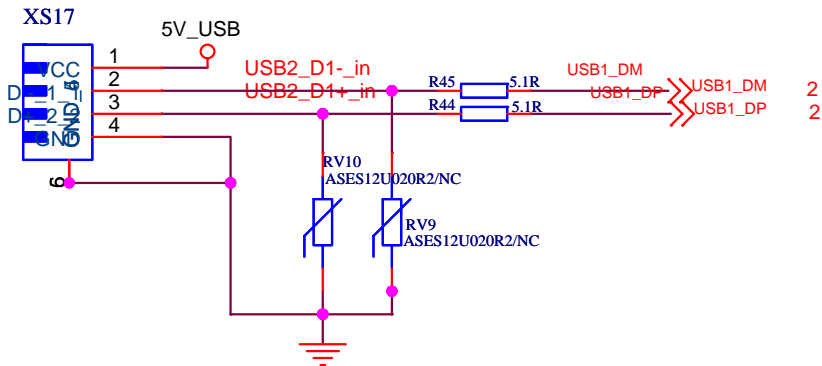 XS17
5V_USB
1
VCC
2
USB2_D1-_in
R45
5.1R
USB1_DM
USB1_DM
2
3
USB2_D1+_in
R44
5.1R
USB1_DP
USB1_DP
2
4
GND
6
RV10
ASES12U020R2/NC
RV9
ASES12U020R2/NC